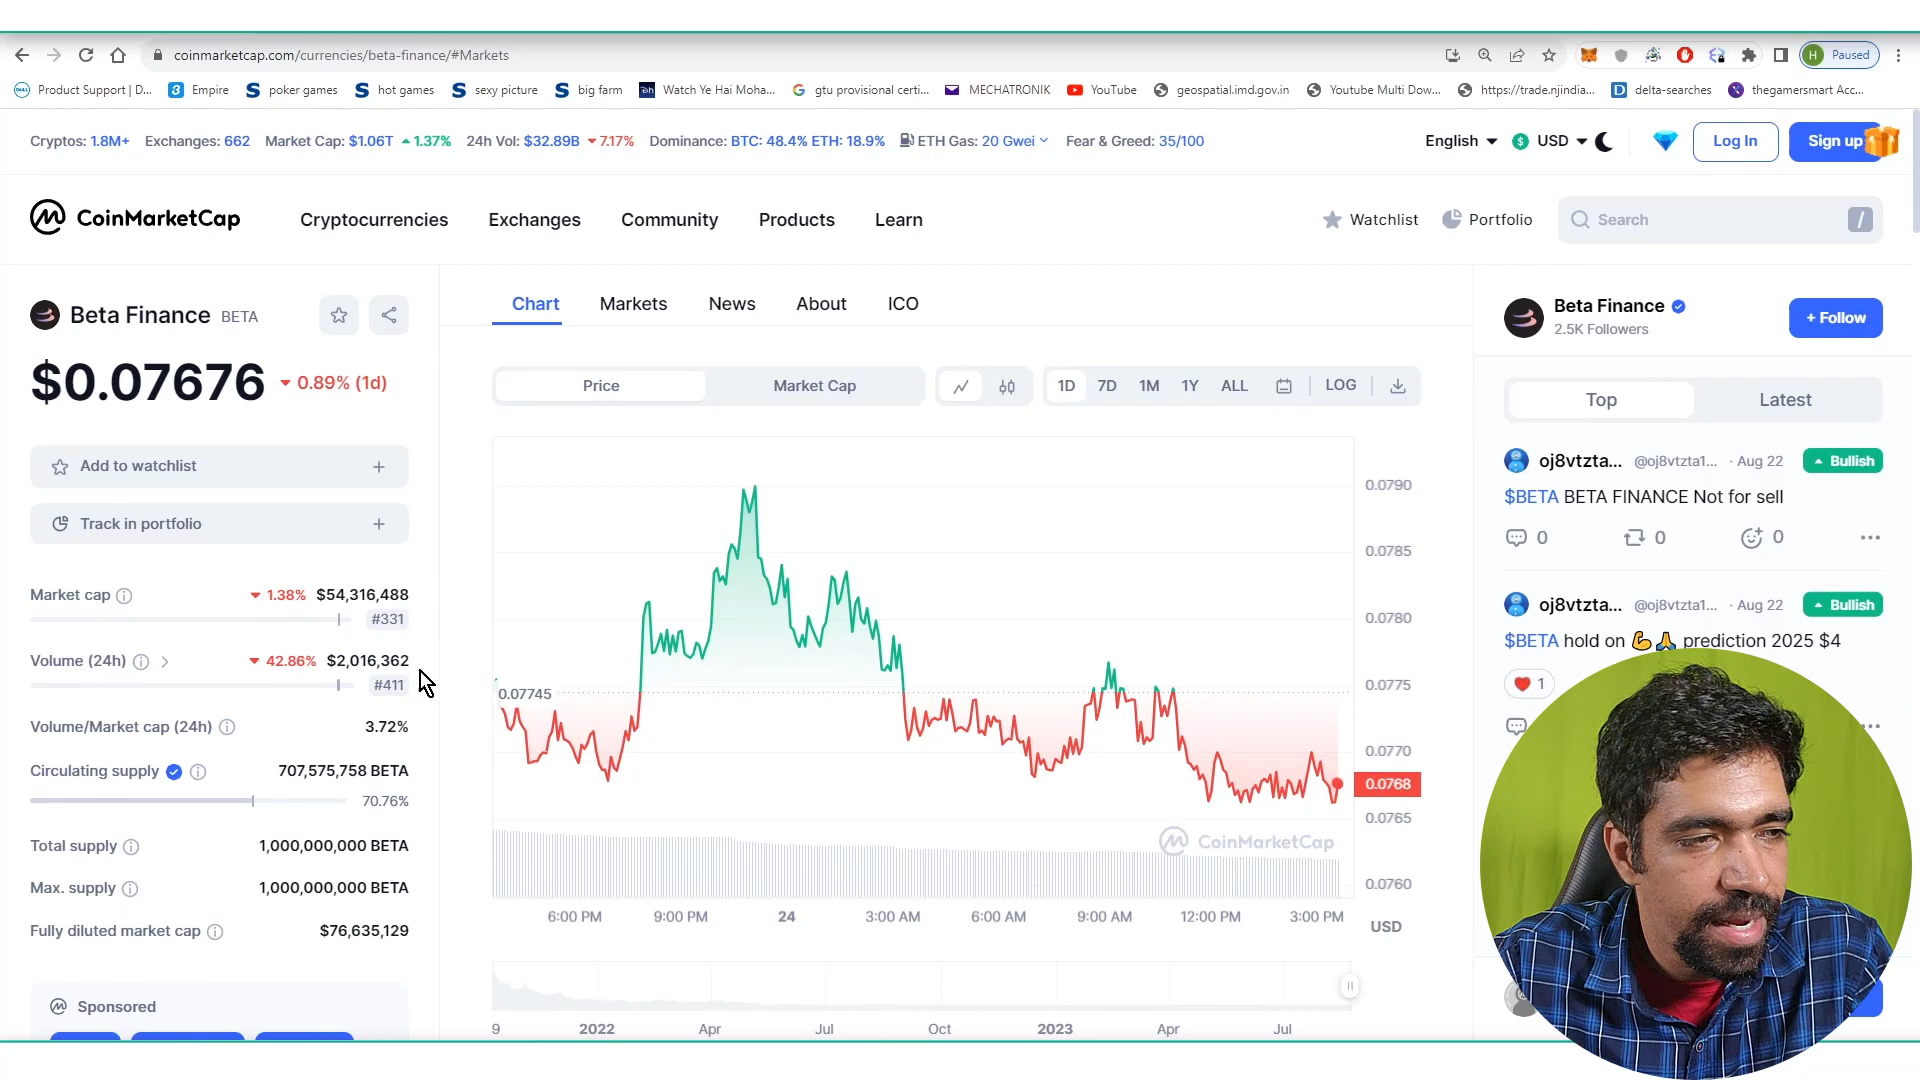 coinmarketcap.com/currencies/beta-finance/#Markets
H Paused
Product Support | D...
Empire
poker games
hot games
sexy picture
big farm
Watch Ye Hai Moha...
gtu provisional certi...
MECHATRONIK
YouTube
geospatial.imd.gov.in
Youtube Multi Dow...
https://trade.njindia...
delta-searches
thegamersmart Acc...
Cryptos: 1.8M+ Exchanges: 662 Market Cap: $1.06T 1.37% 24h Vol: $32.89B 7.17% Dominance: BTC: 48.4% ETH: 18.9% ETH Gas: 20 Gwei Fear & Greed: 35/100
English $ USD Log In Sign up
CoinMarketCap
Cryptocurrencies Exchanges Community Products Learn
Watchlist Portfolio Search /
Beta Finance BETA
$0.07676 0.89% (1d)
Add to watchlist +
Track in portfolio +
Market cap 1.38% $54,316,488
#331
Volume (24h) 42.86% $2,016,362
#411
Volume/Market cap (24h) 3.72%
Circulating supply 707,575,758 BETA
70.76%
Total supply 1,000,000,000 BETA
Max. supply 1,000,000,000 BETA
Fully diluted market cap $76,635,129
Sponsored
Chart Markets News About ICO
Price Market Cap
1D 7D 1M 1Y ALL LOG
0.0790
0.0785
0.0780
0.0775
0.07745
0.0770
0.0768
0.0765
0.0760
CoinMarketCap
6:00 PM 9:00 PM 24 3:00 AM 6:00 AM 9:00 AM 12:00 PM 3:00 PM
USD
9 2022 Apr Jul Oct 2023 Apr Jul
Beta Finance
2.5K Followers
+ Follow
Top Latest
oj8vtzta... @oj8vtzta1... · Aug 22 Bullish
$BETA BETA FINANCE Not for sell
0 0 0
oj8vtzta... @oj8vtzta1... · Aug 22 Bullish
$BETA hold on 💪🙏 prediction 2025 $4
1